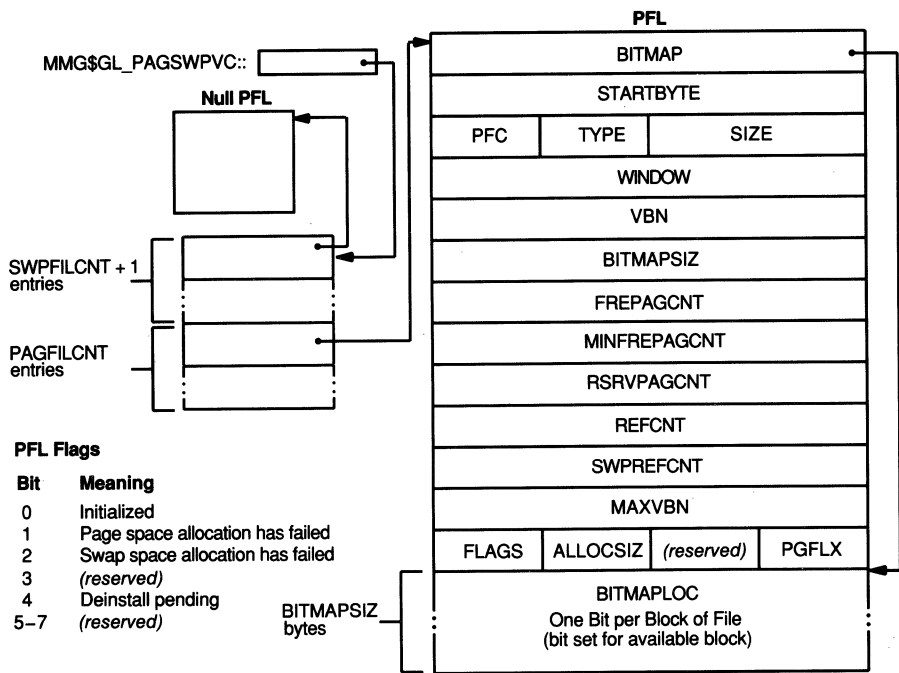 MMG$GL_PAGSWPVC::
Null PFL
SWPFILCNT + 1
entries
PAGFILCNT
entries
PFL Flags
Bit Meaning
0 Initialized
1 Page space allocation has failed
2 Swap space allocation has failed
3 (reserved)
4 Deinstall pending
5–7 (reserved)
PFL
BITMAP
STARTBYTE
PFC TYPE SIZE
WINDOW
VBN
BITMAPSIZ
FREPAGCNT
MINFREPAGCNT
RSRVPAGCNT
REFCNT
SWPREFCNT
MAXVBN
FLAGS ALLOCSIZ (reserved) PGFLX
BITMAPSIZ
bytes
BITMAPLOC
One Bit per Block of File
(bit set for available block)